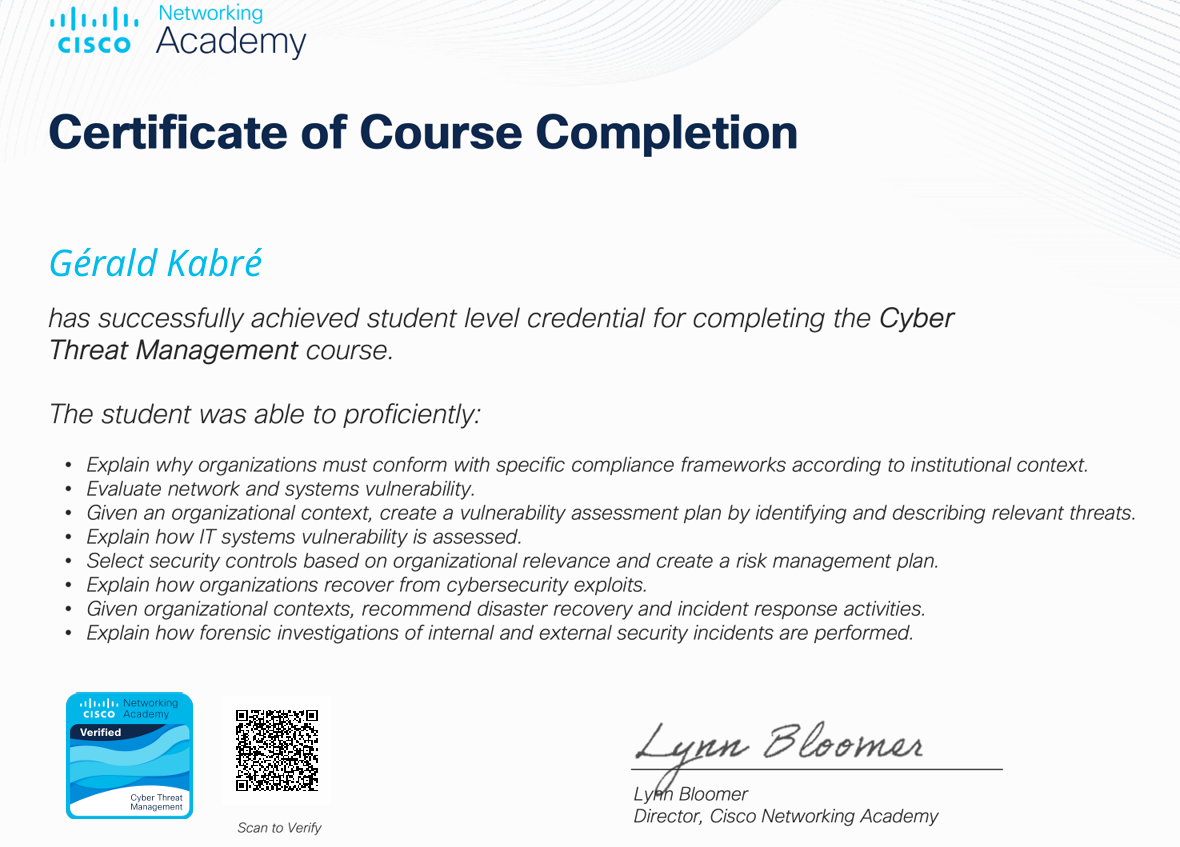 Networking
CISCO Academy
Certificate of Course Completion
Gérald Kabré
has successfully achieved student level credential for completing the Cyber
Threat Management course.
The student was able to proficiently:
• Explain why organizations must conform with specific compliance frameworks according to institutional context.
• Evaluate network and systems vulnerability.
• Given an organizational context, create a vulnerability assessment plan by identifying and describing relevant threats.
• Explain how IT systems vulnerability is assessed.
• Select security controls based on organizational relevance and create a risk management plan.
• Explain how organizations recover from cybersecurity exploits.
• Given organizational contexts, recommend disaster recovery and incident response activities.
• Explain how forensic investigations of internal and external security incidents are performed.
Networking
CISCO Academy
Verified
Cyber Threat
Management
Scan to Verify
Lynn Bloomer
Lynn Bloomer
Director, Cisco Networking Academy